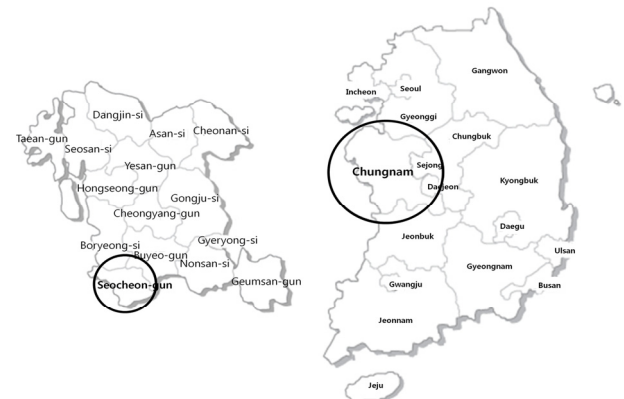 Dangjin-si
Asan-si
Cheonan-si
Taean-gun
Seosan-si
Yesan-gun
Hongseong-gun
Gongju-si
Cheongyang-gun
Boryeong-si
Gyeryong-si
Buyeo-gun
Nonsan-si
Seocheon-gun
Geumsan-gun
Gangwon
Incheon
Seoul
Gyeonggi
Chungbuk
Sejong
Chungnam
Kyongbuk
Daejeon
Daegu
Jeonbuk
Ulsan
Gyeongnam
Gwangju
Busan
Jeonnam
Jeju